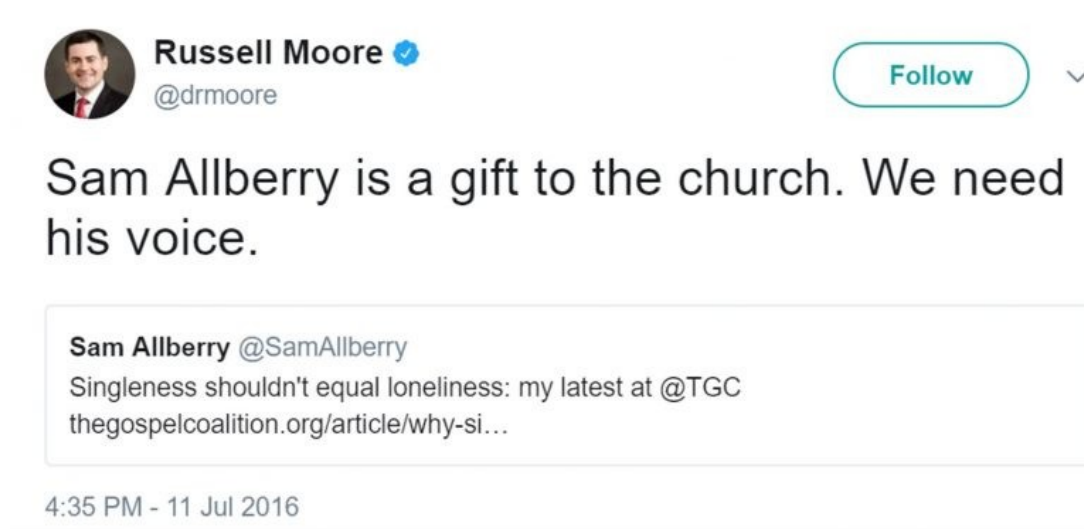 Russell Moore
@drmoore
Follow
Sam Allberry is a gift to the church. We need
his voice.
Sam Allberry @SamAllberry
Singleness shouldn't equal loneliness: my latest at @TGC
thegospelcoalition.org/article/why-si…
4:35 PM - 11 Jul 2016